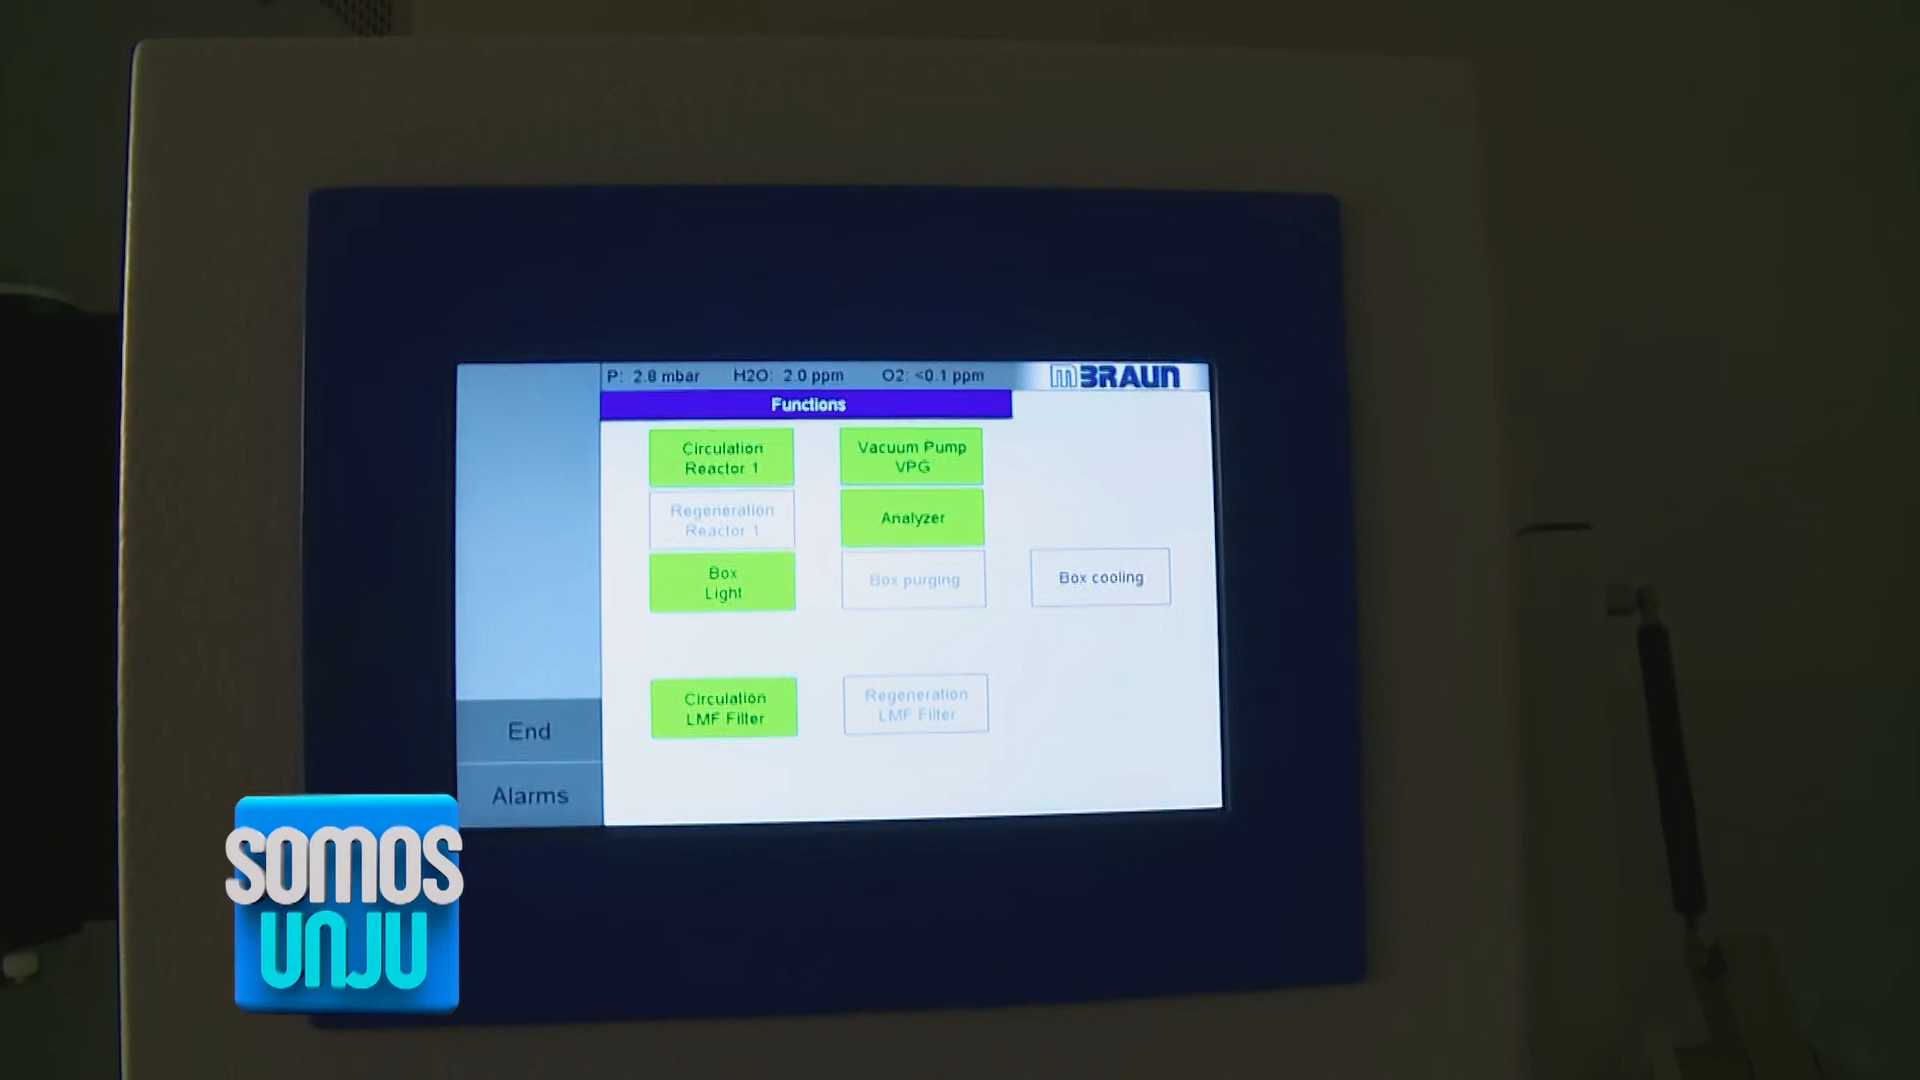 P: 2.8 mbar H2O: 2.0 ppm O2: <0.1 ppm
mBRAUN
Functions
Circulation
Reactor 1
Vacuum Pump
VPG
Regeneration
Reactor 1
Analyzer
Box
Light
Box purging
Box cooling
Circulation
LMF Filter
Regeneration
LMF Filter
End
Alarms
SOMOS
UNJU